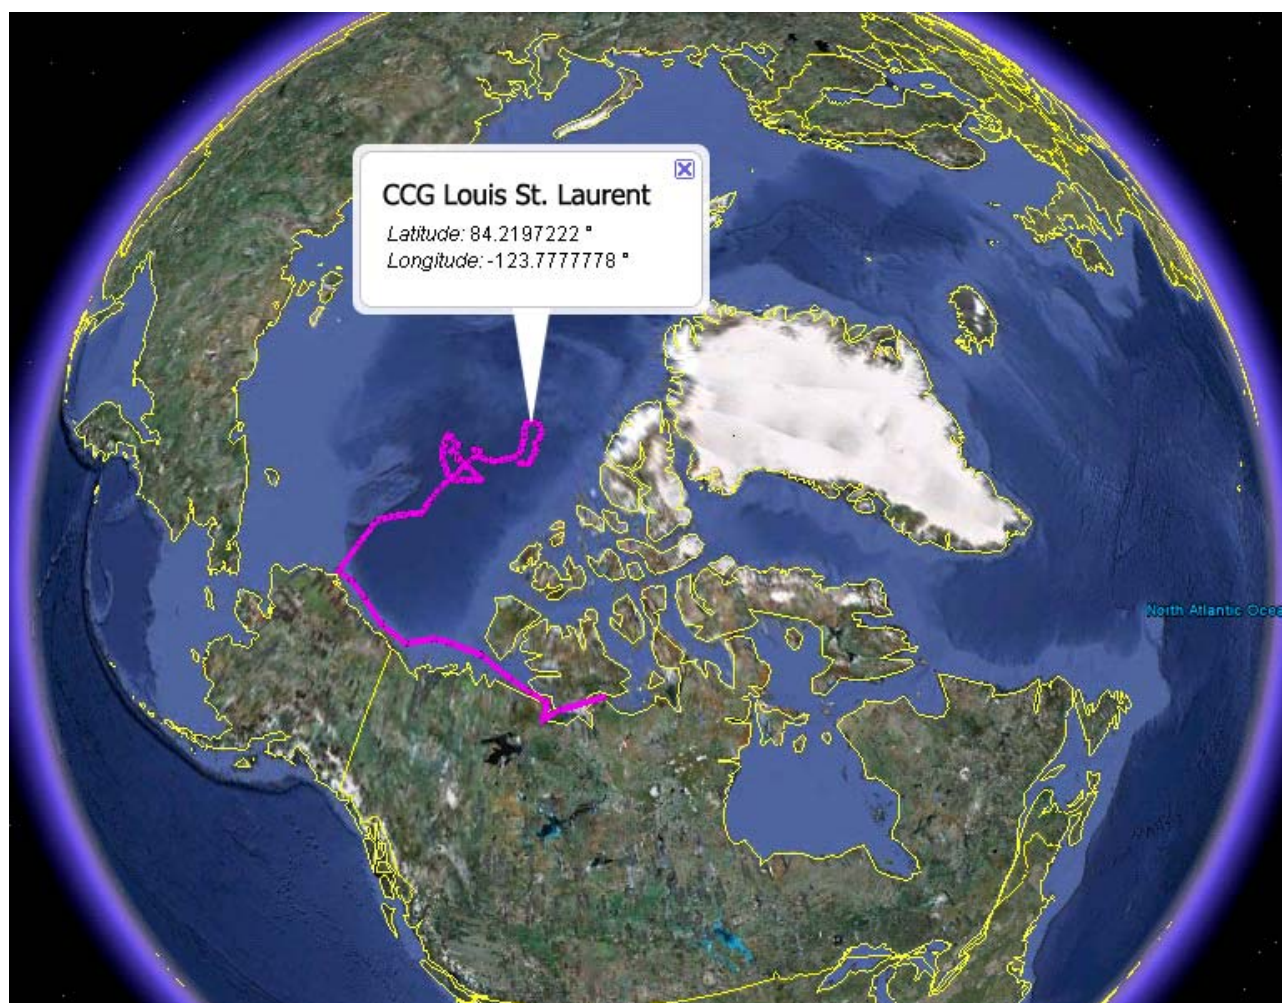 CCG Louis St. Laurent
Latitude: 84.2197222 °
Longitude: -123.7777778 °
North Atlantic Ocea